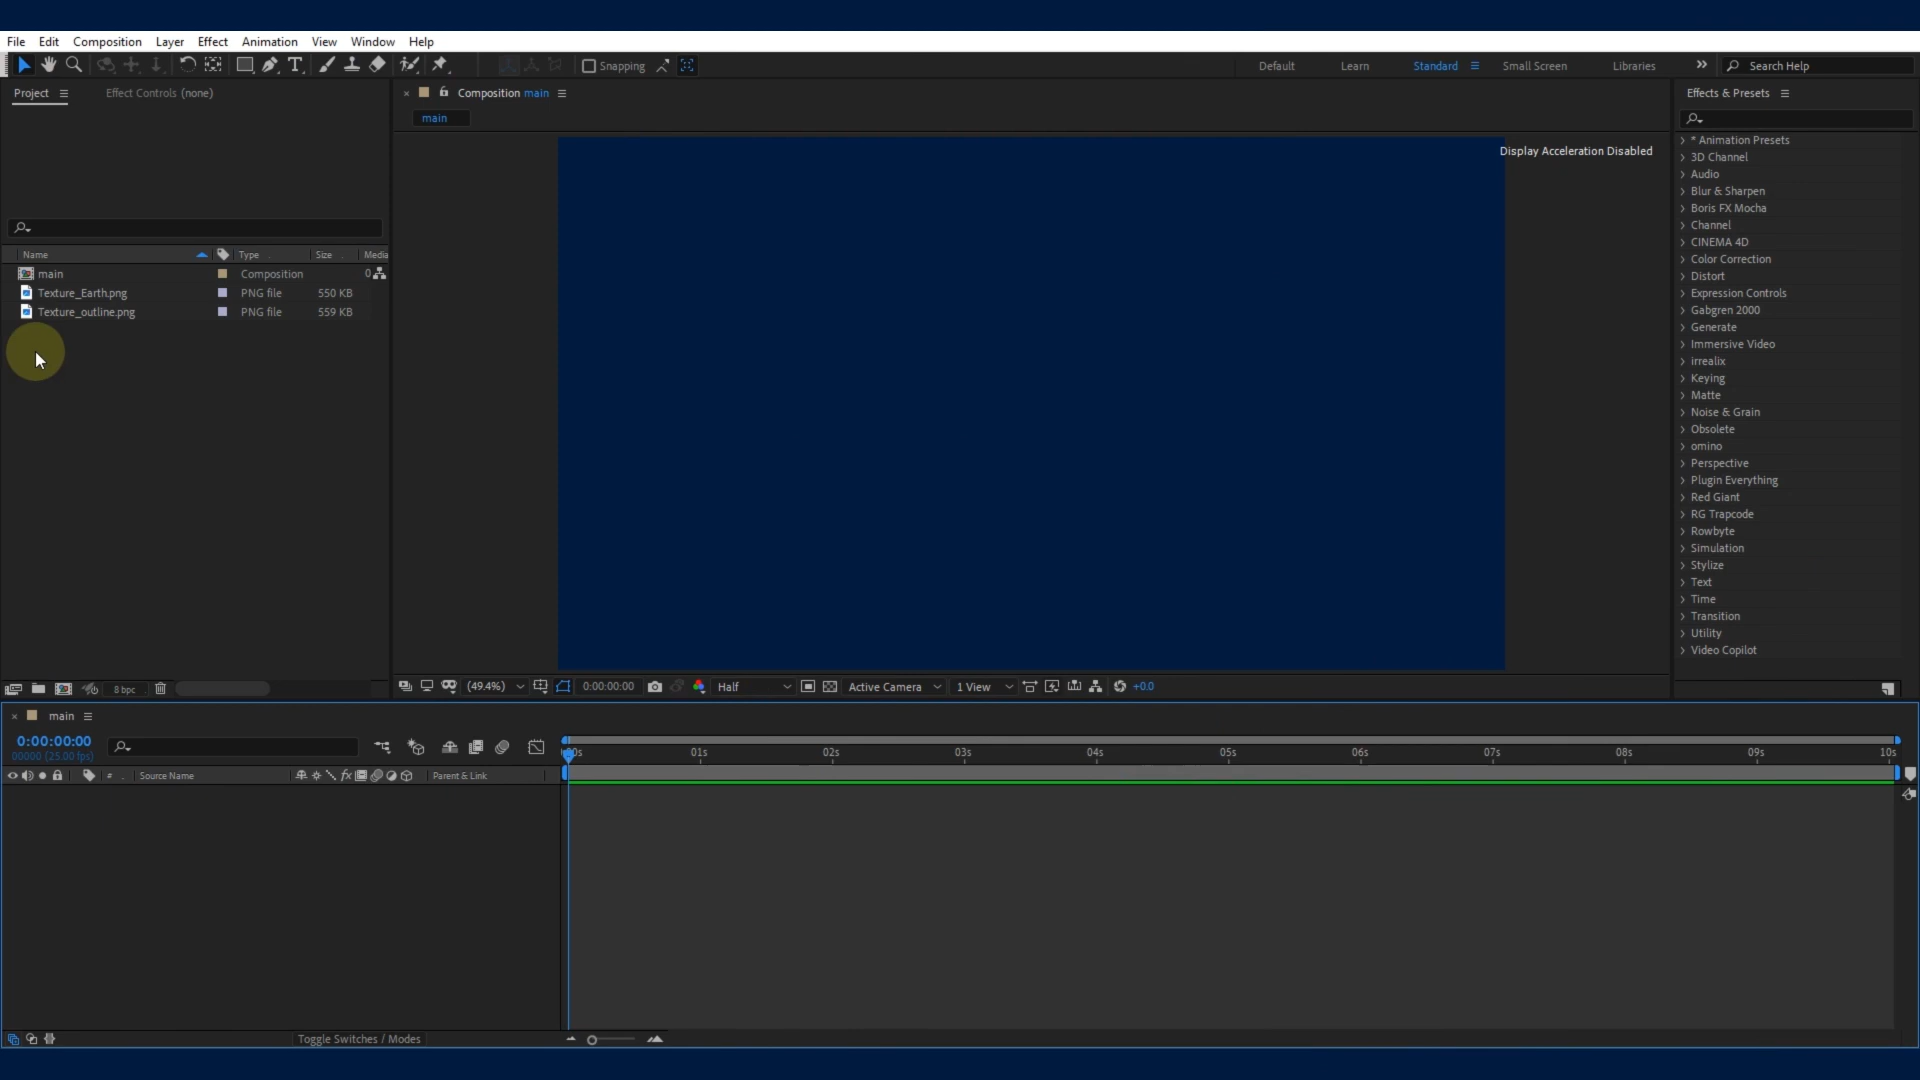 File Edit Composition Layer Effect Animation View Window Help
Snapping
Default Learn Standard Small Screen Libraries Search Help
Project Effect Controls (none)
Composition main
Effects & Presets
main
Display Acceleration Disabled
Name Type Size Media
main Composition 0
Texture_Earth.png PNG file 550 KB
Texture_outline.png PNG file 559 KB
* Animation Presets
3D Channel
Audio
Blur & Sharpen
Boris FX Mocha
Channel
CINEMA 4D
Color Correction
Distort
Expression Controls
Gabgren 2000
Generate
Immersive Video
irrealix
Keying
Matte
Noise & Grain
Obsolete
omino
Perspective
Plugin Everything
Red Giant
RG Trapcode
Rowbyte
Simulation
Stylize
Text
Time
Transition
Utility
Video Copilot
8 bpc
(49.4%) 0:00:00:00 Half Active Camera 1 View +0.0
main
0:00:00:00
00000 (25.00 fps)
01s 02s 03s 04s 05s 06s 07s 08s 09s 10s
# Source Name fx Parent & Link
Toggle Switches / Modes